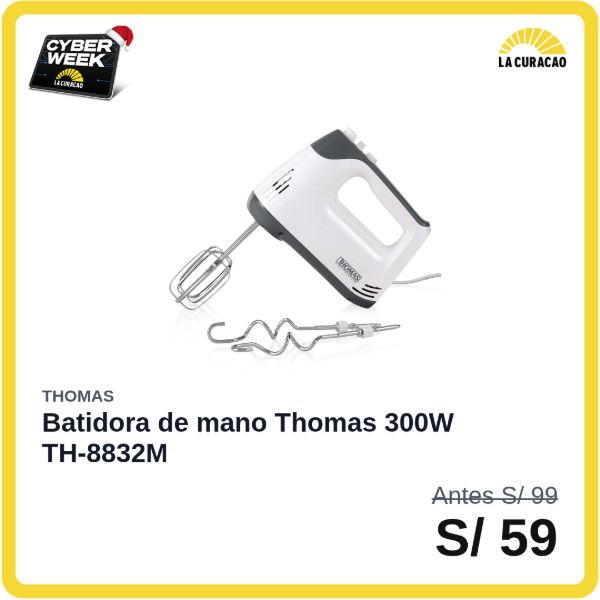 CYBER
WEEK
LA CURACAO
LA CURACAO
THOMAS
THOMAS
Batidora de mano Thomas 300W
TH-8832M
Antes S/ 99
S/ 59